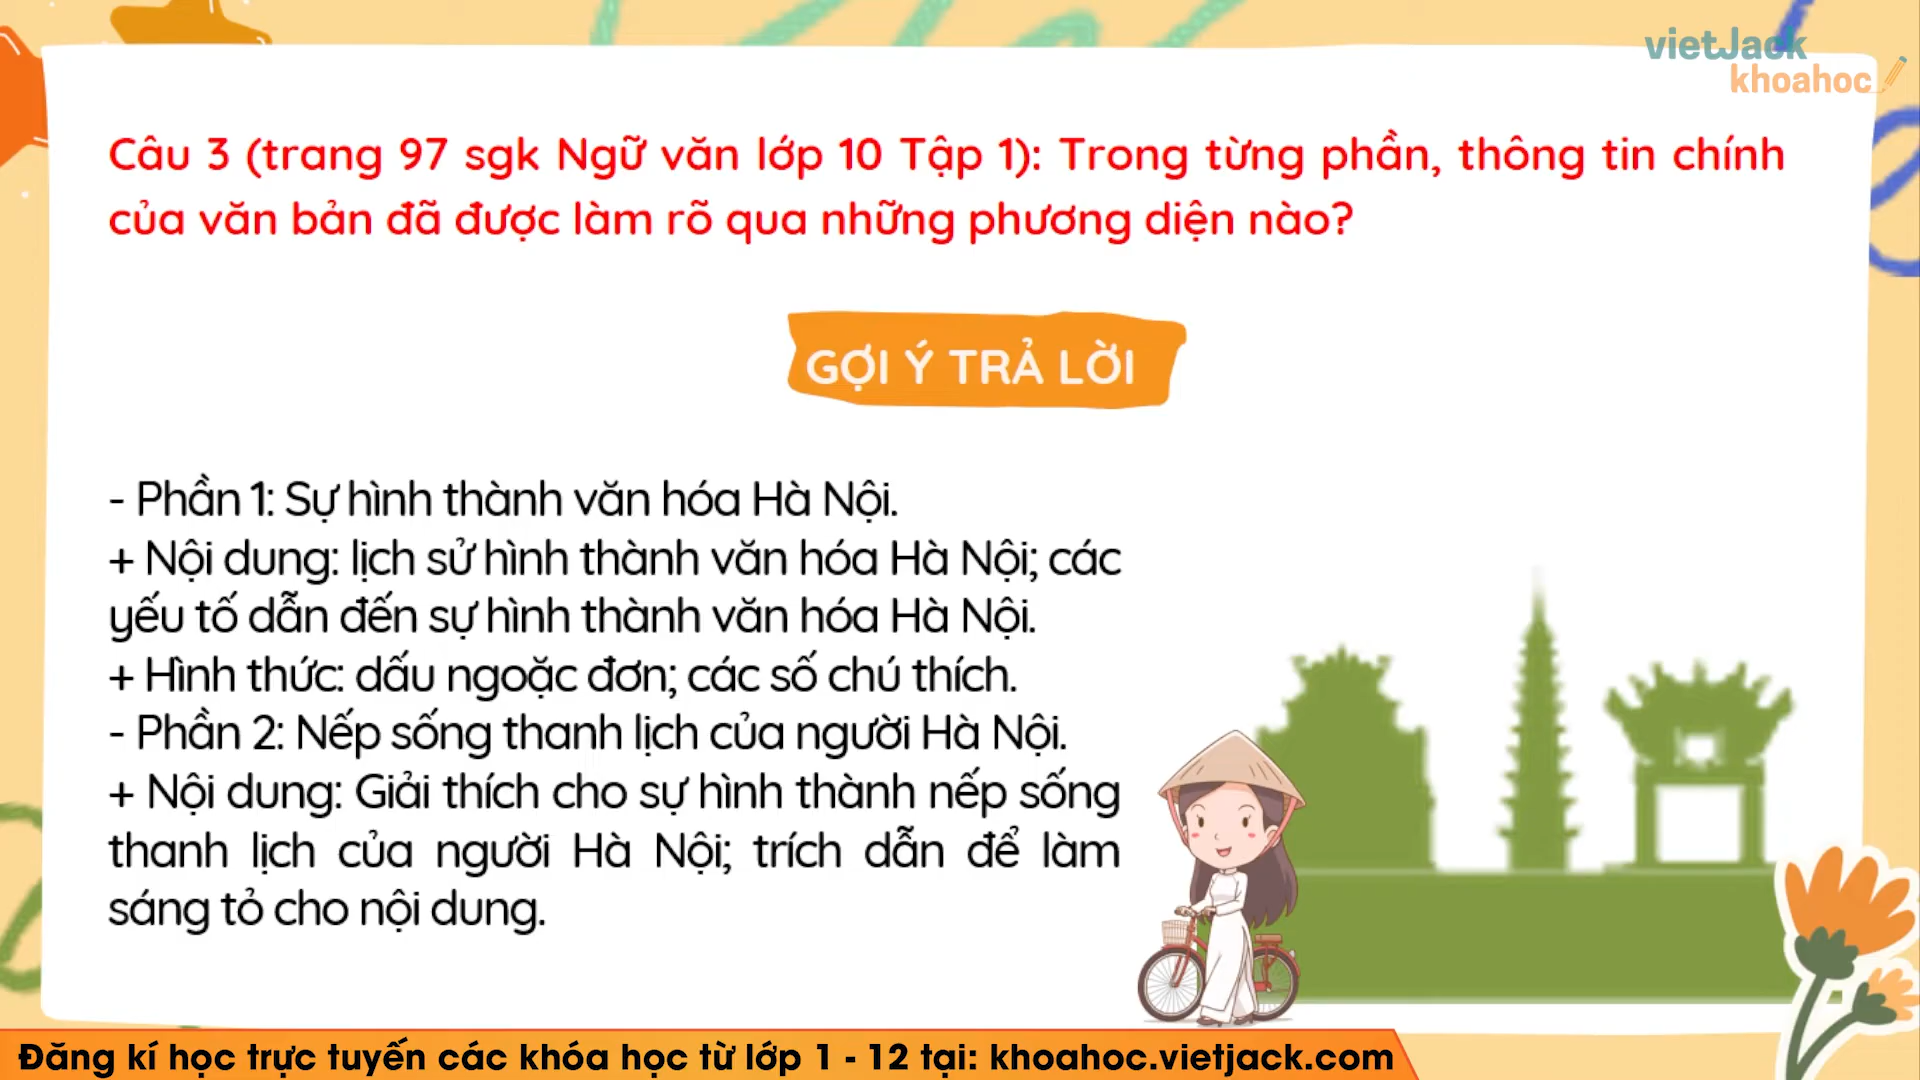 vietJack
khoahoc
Câu 3 (trang 97 sgk Ngữ văn lớp 10 Tập 1): Trong từng phần, thông tin chính
của văn bản đã được làm rõ qua những phương diện nào?
GỢI Ý TRẢ LỜI
- Phần 1: Sự hình thành văn hóa Hà Nội.
+ Nội dung: lịch sử hình thành văn hóa Hà Nội; các
yếu tố dẫn đến sự hình thành văn hóa Hà Nội.
+ Hình thức: dấu ngoặc đơn; các số chú thích.
- Phần 2: Nếp sống thanh lịch của người Hà Nội.
+ Nội dung: Giải thích cho sự hình thành nếp sống
thanh lịch của người Hà Nội; trích dẫn để làm
sáng tỏ cho nội dung.
Đăng kí học trực tuyến các khóa học từ lớp 1 - 12 tại: khoahoc.vietjack.com